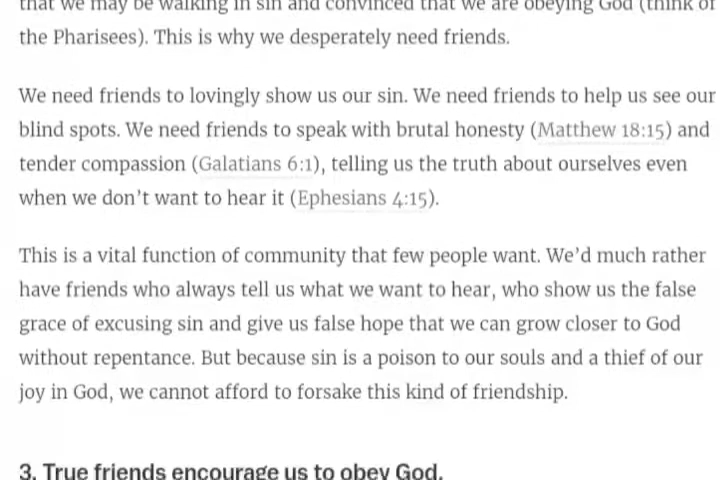 that we may be walking in sin and convinced that we are obeying God (think of
the Pharisees). This is why we desperately need friends.
We need friends to lovingly show us our sin. We need friends to help us see our
blind spots. We need friends to speak with brutal honesty (Matthew 18:15) and
tender compassion (Galatians 6:1), telling us the truth about ourselves even
when we don’t want to hear it (Ephesians 4:15).
This is a vital function of community that few people want. We’d much rather
have friends who always tell us what we want to hear, who show us the false
grace of excusing sin and give us false hope that we can grow closer to God
without repentance. But because sin is a poison to our souls and a thief of our
joy in God, we cannot afford to forsake this kind of friendship.
3. True friends encourage us to obey God.